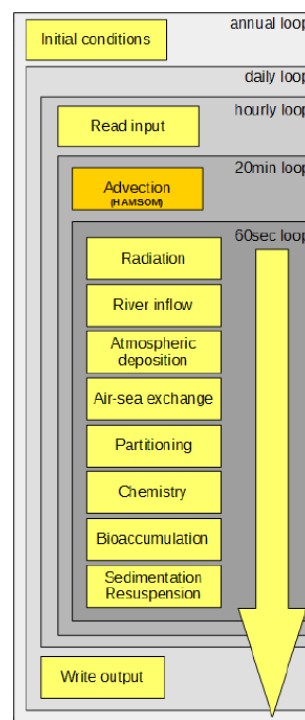 annual loop
Initial conditions
daily loop
hourly loop
Read input
20min loop
Advection
(HAMSOM)
60sec loop
Radiation
River inflow
Atmospheric
deposition
Air-sea exchange
Partitioning
Chemistry
Bioaccumulation
Sedimentation
Resuspension
Write output